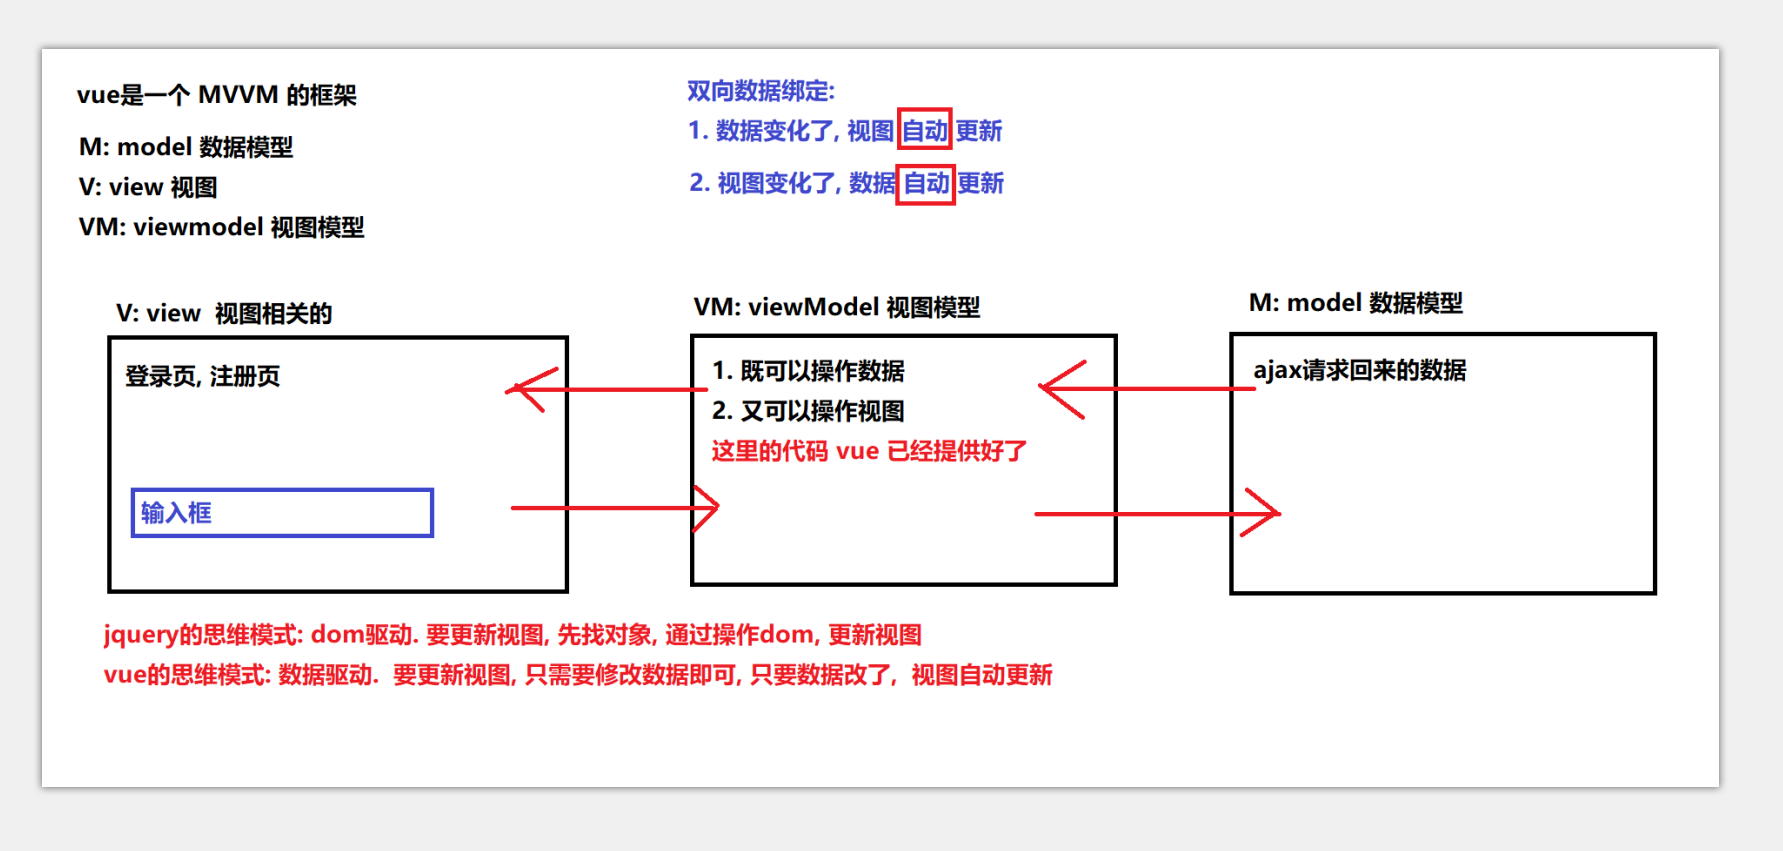 vue是一个 MVVM 的框架
M: model 数据模型
V: view 视图
VM: viewmodel 视图模型
双向数据绑定:
1. 数据变化了, 视图 自动 更新
2. 视图变化了, 数据 自动 更新
V: view 视图相关的
登录页, 注册页
输入框
VM: viewModel 视图模型
1. 既可以操作数据
2. 又可以操作视图
这里的代码 vue 已经提供好了
M: model 数据模型
ajax请求回来的数据
jquery的思维模式: dom驱动. 要更新视图, 先找对象, 通过操作dom, 更新视图
vue的思维模式: 数据驱动. 要更新视图, 只需要修改数据即可, 只要数据改了, 视图自动更新